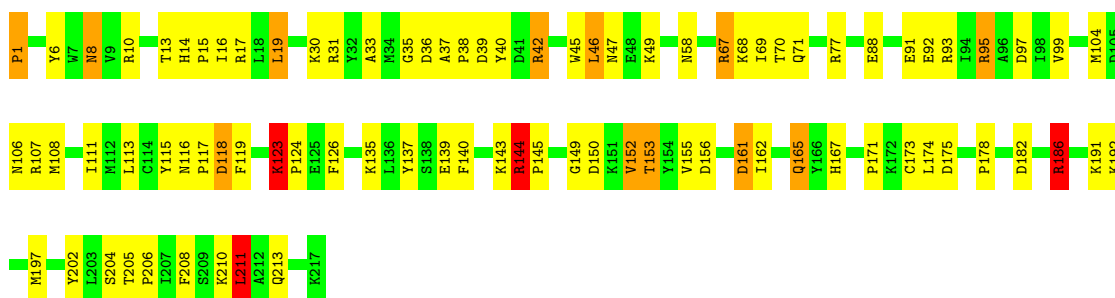 P1 Y6 W7 N8 V9 R10 T13 H14 P15 I16 R17 L18 L19 K30 R31 Y32 A33 M34 G35 D36 A37 P38 D39 Y40 D41 R42 W45 L46 N47 E48 K49 N58 R67 K68 I69 T70 Q71 R77 E88 E91 E92 R93 I94 R95 A96 D97 I98 V99 M104 D105
N106 R107 M108 I111 M112 L113 C114 Y115 N116 P117 D118 F119 K123 P124 E125 F126 K135 L136 Y137 S138 E139 F140 K143 R144 P145 G149 D150 K151 V152 T153 Y154 V155 D156 D161 I162 Q165 Y166 H167 P171 K172 C173 L174 D175 P178 D182 R186 K191
M197 Y202 L203 S204 T205 P206 I207 F208 S209 K210 L211 A212 Q213 K217